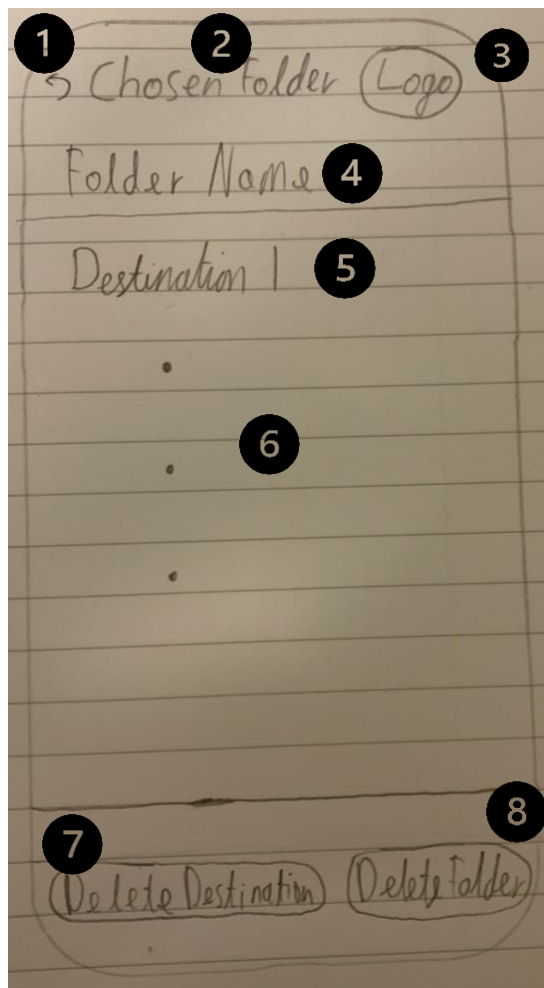 1 2 3
Chosen Folder Logo
Folder Name 4
Destination 1 5
6
7 8
Delete Destination Delete Folder